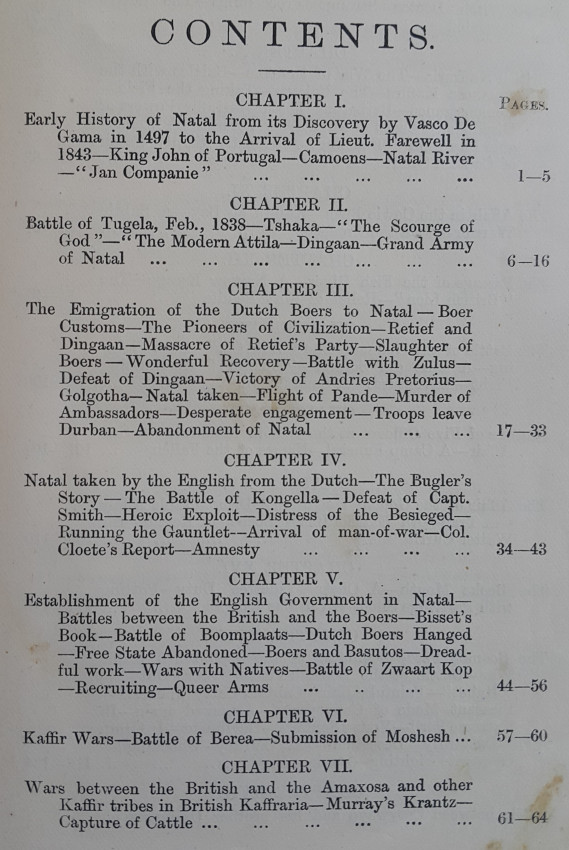 CONTENTS.
CHAPTER I.
PAGES.
Early History of Natal from its Discovery by Vasco De
Gama in 1497 to the Arrival of Lieut. Farewell in
1843—King John of Portugal—Camoens—Natal River
—"Jan Companie" ... ... ... ... ... 1—5
CHAPTER II.
Battle of Tugela, Feb., 1838—Tshaka—"The Scourge of
God"—"The Modern Attila—Dingaan—Grand Army
of Natal ... ... ... ... ... ... ... 6—16
CHAPTER III.
The Emigration of the Dutch Boers to Natal—Boer
Customs—The Pioneers of Civilization—Retief and
Dingaan—Massacre of Retief's Party—Slaughter of
Boers—Wonderful Recovery—Battle with Zulus—
Defeat of Dingaan—Victory of Andries Pretorius—
Golgotha—Natal taken—Flight of Pande—Murder of
Ambassadors—Desperate engagement—Troops leave
Durban—Abandonment of Natal ... ... ... 17—33
CHAPTER IV.
Natal taken by the English from the Dutch—The Bugler's
Story—The Battle of Kongella—Defeat of Capt.
Smith—Heroic Exploit—Distress of the Besieged—
Running the Gauntlet—Arrival of man-of-war—Col.
Cloete's Report—Amnesty ... ... ... ... 34—43
CHAPTER V.
Establishment of the English Government in Natal—
Battles between the British and the Boers—Bisset's
Book—Battle of Boomplaats—Dutch Boers Hanged
—Free State Abandoned—Boers and Basutos—Dread-
ful work—Wars with Natives—Battle of Zwaart Kop
—Recruiting—Queer Arms ... .. ... ... 44—56
CHAPTER VI.
Kaffir Wars—Battle of Berea—Submission of Moshesh ... 57—60
CHAPTER VII.
Wars between the British and the Amaxosa and other
Kaffir tribes in British Kaffraria—Murray's Krantz—
Capture of Cattle ... ... ... ... ... ... 61—64